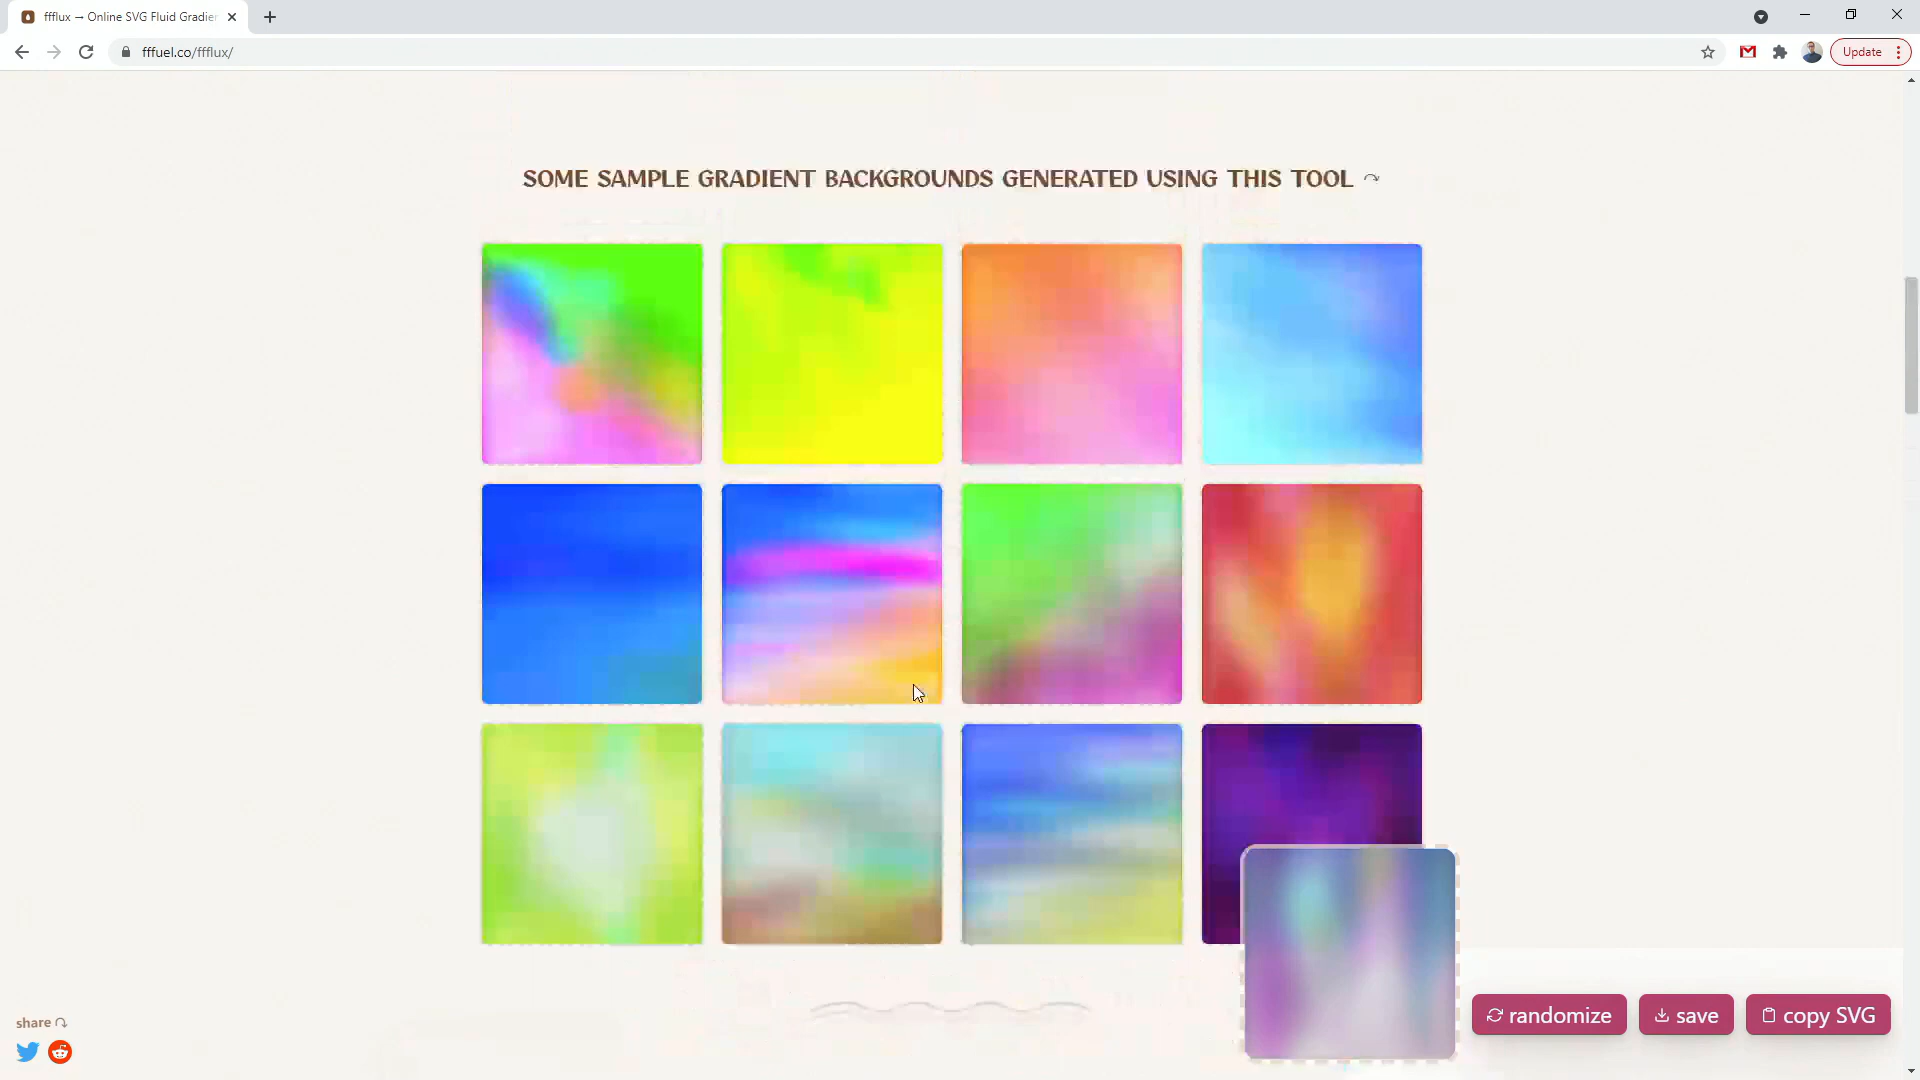 ffflux → Online SVG Fluid Gradier
fffuel.co/ffflux/
Update
SOME SAMPLE GRADIENT BACKGROUNDS GENERATED USING THIS TOOL
share
randomize
save
copy SVG